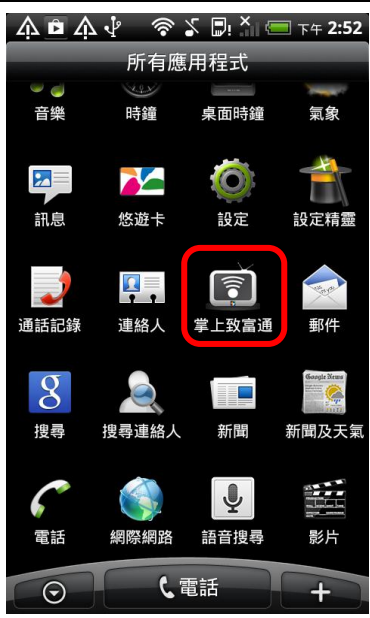 下午 2:52
所有應用程式
音樂 時鐘 桌面時鐘 氣象
訊息 悠遊卡 設定 設定精靈
通話記錄 連絡人 掌上致富通 郵件
Google News
搜尋 搜尋連絡人 新聞 新聞及天氣
電話 網際網路 語音搜尋 影片
電話